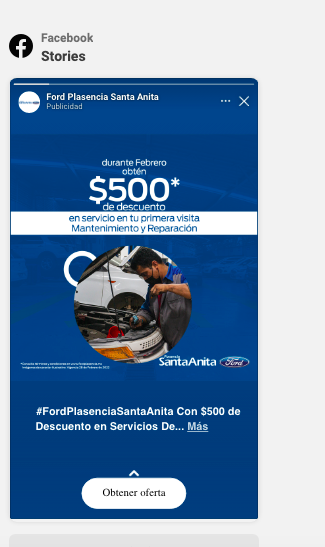 Facebook
Stories
Ford Plasencia Santa Anita
Publicidad
durante Febrero
obtén
$500*
de descuento
en servicio en tu primera visita
Mantenimiento y Reparación
Plasencia
SantaAnita Ford
#FordPlasenciaSantaAnita Con $500 de
Descuento en Servicios De... Más
Obtener oferta